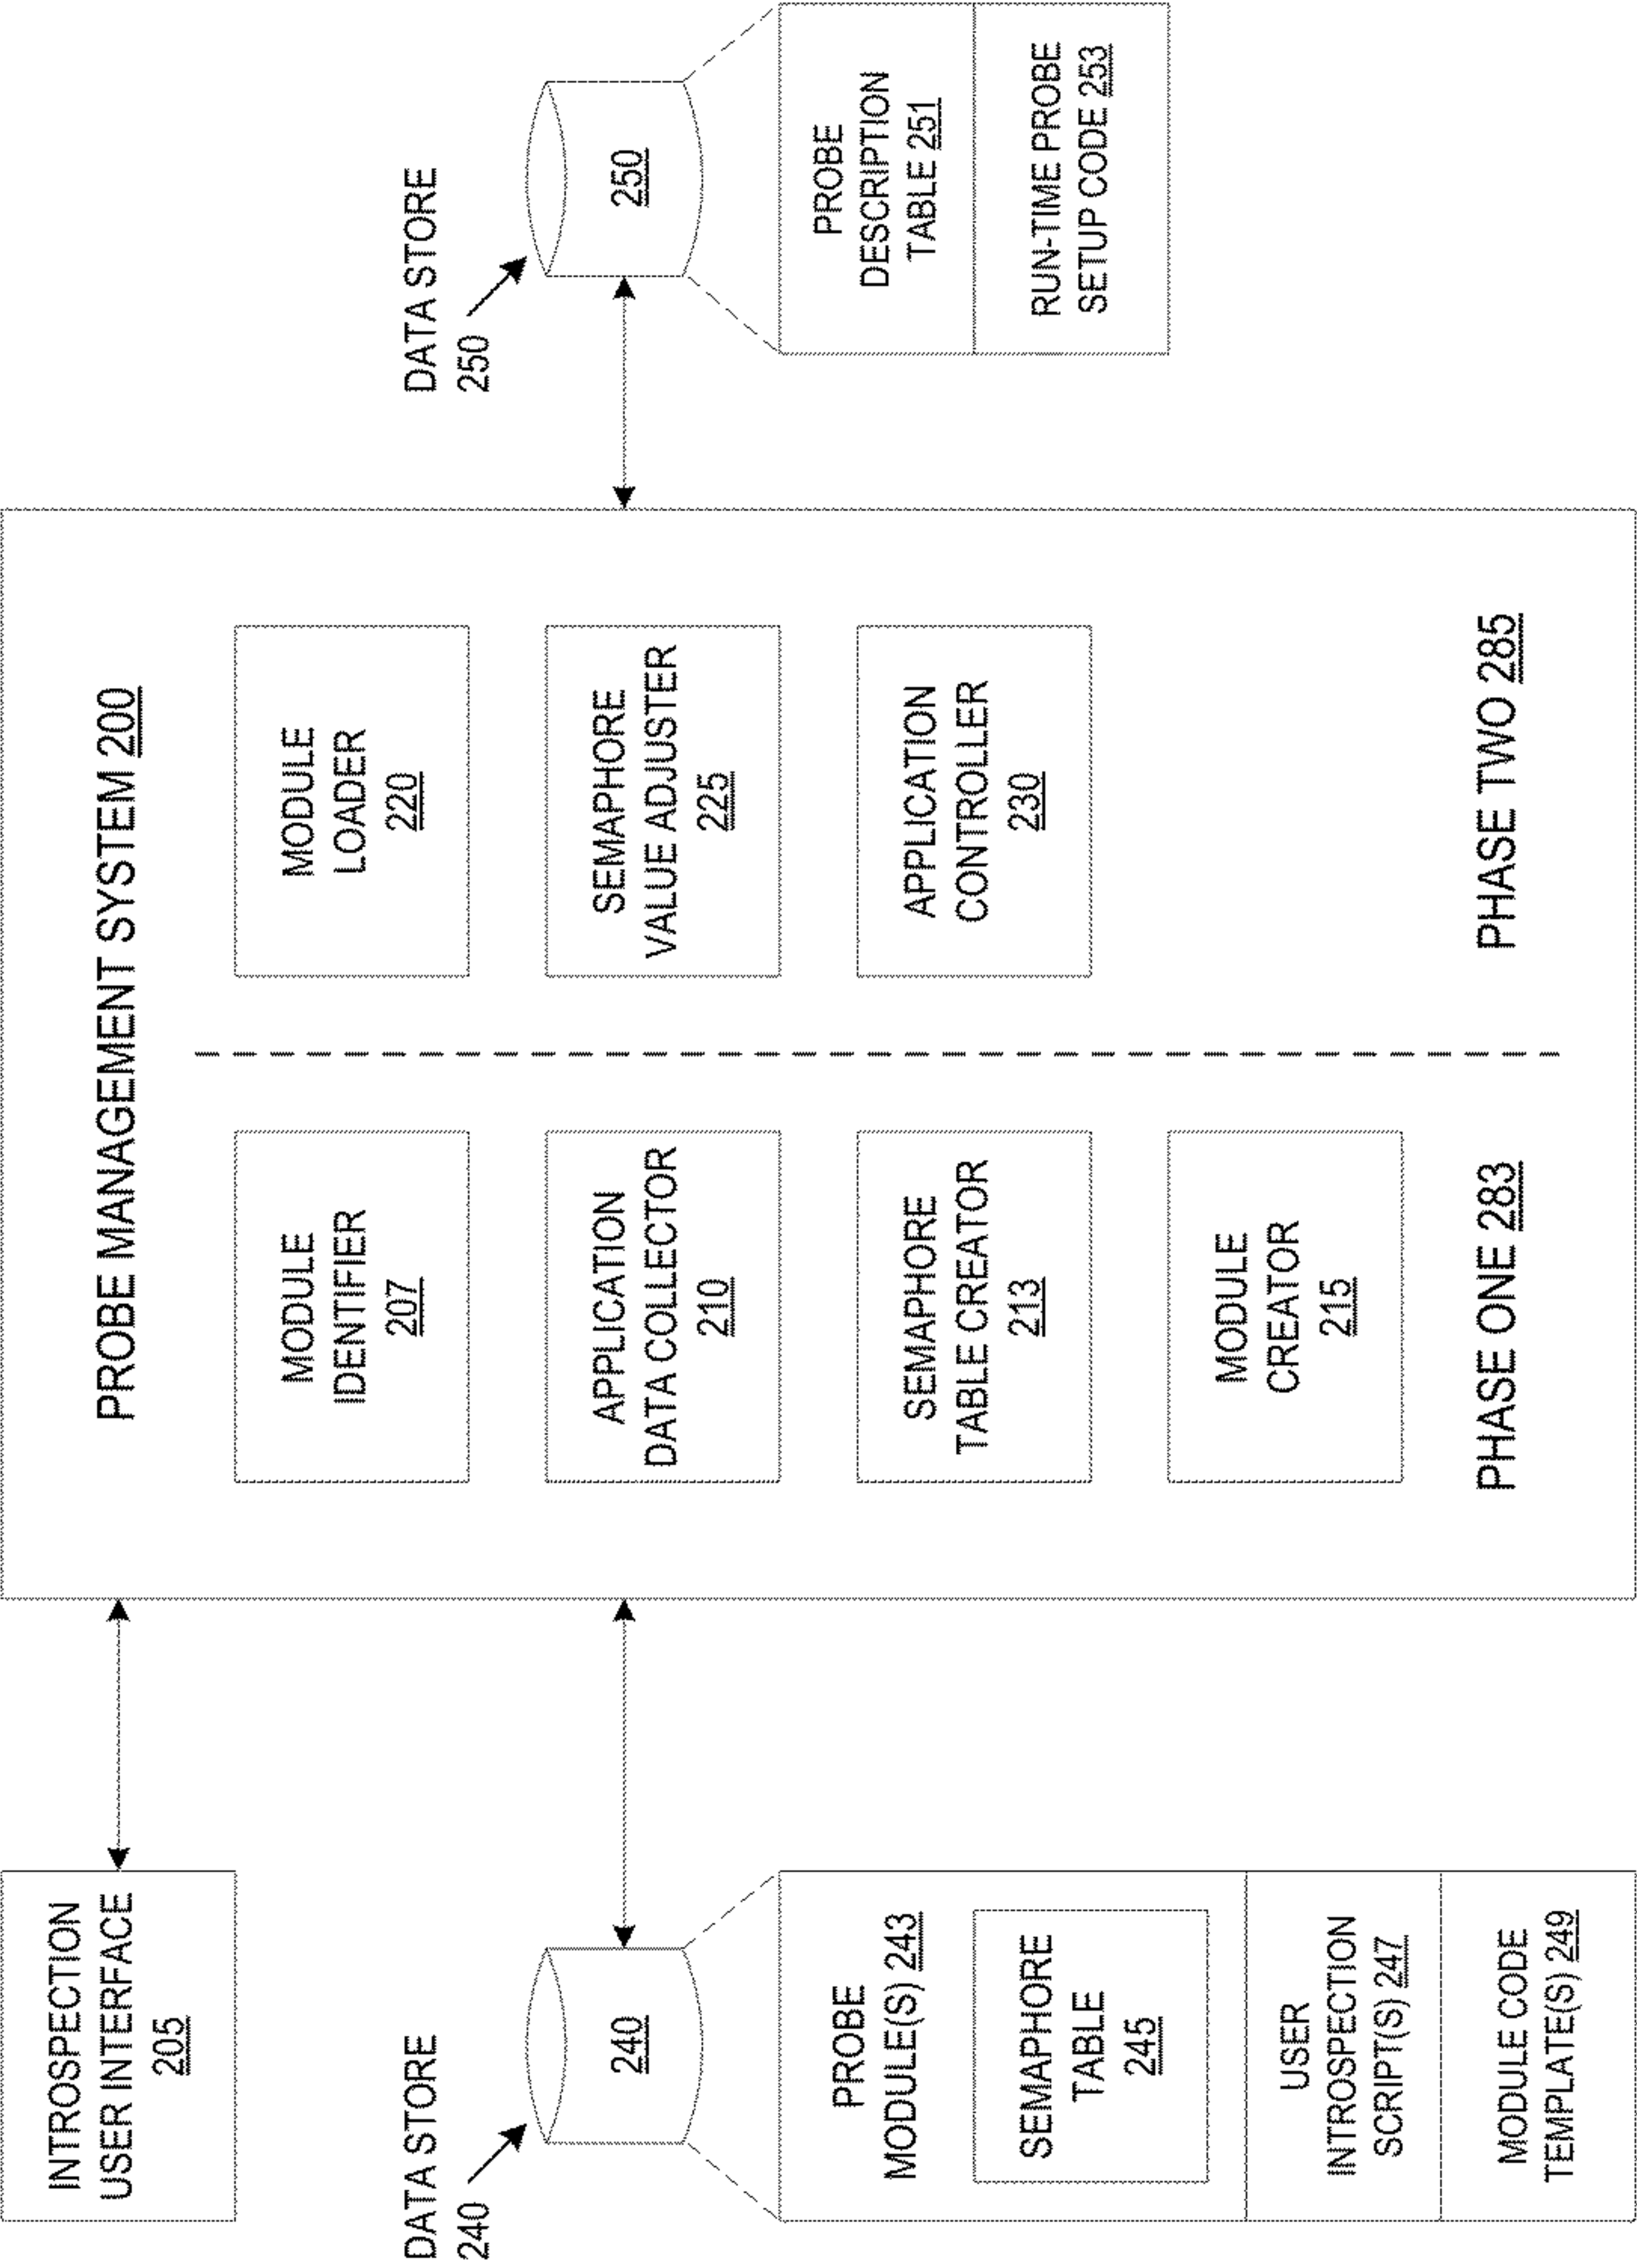 INTROSPECTION
USER INTERFACE
205
DATA STORE
240
240
PROBE
MODULE(S) 243
SEMAPHORE
TABLE
245
USER
INTROSPECTION
SCRIPT(S) 247
MODULE CODE
TEMPLATE(S) 249
PROBE MANAGEMENT SYSTEM 200
MODULE
IDENTIFIER
207
APPLICATION
DATA COLLECTOR
210
SEMAPHORE
TABLE CREATOR
213
MODULE
CREATOR
215
PHASE ONE 283
MODULE
LOADER
220
SEMAPHORE
VALUE ADJUSTER
225
APPLICATION
CONTROLLER
230
PHASE TWO 285
DATA STORE
250
250
PROBE
DESCRIPTION
TABLE 251
RUN-TIME PROBE
SETUP CODE 253